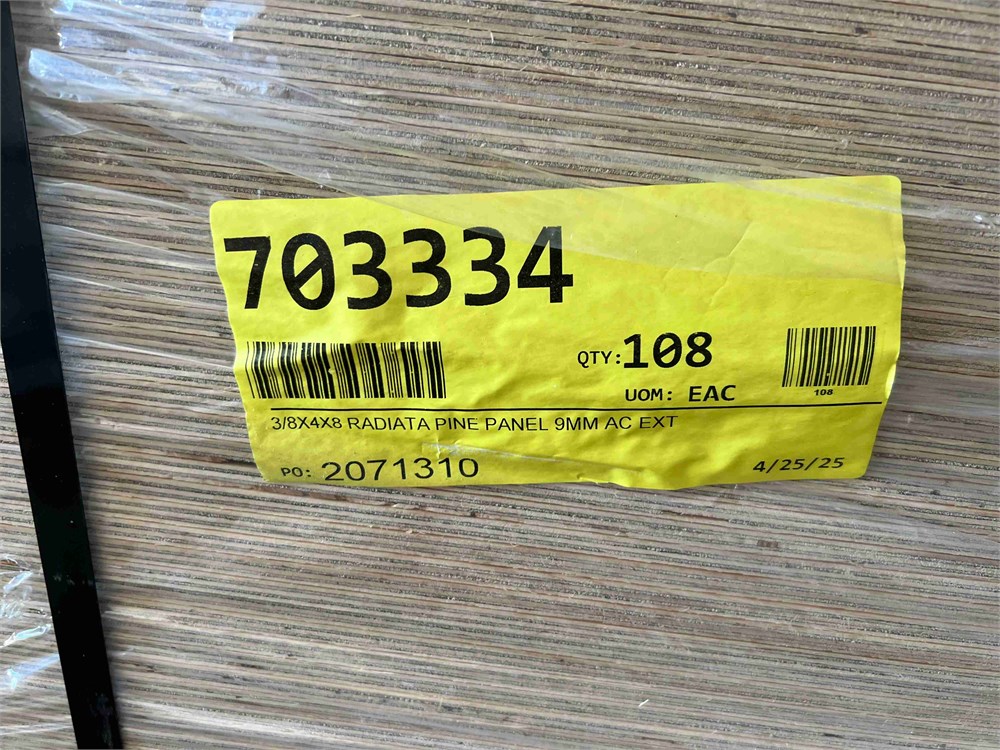 703334
QTY: 108
108
UOM: EAC
3/8X4X8 RADIATA PINE PANEL 9MM AC EXT
PO: 2071310
4/25/25